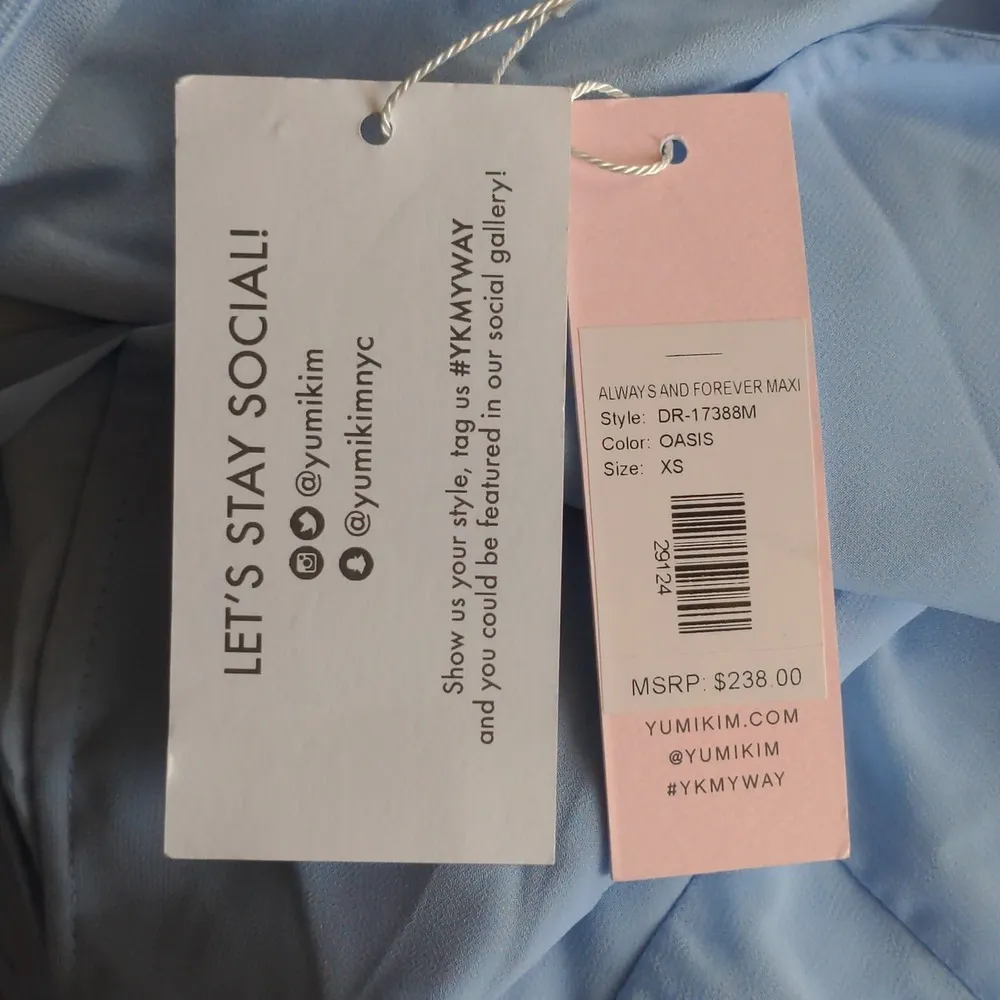 LET'S STAY SOCIAL!
@yumikim
@yumikimnyc
Show us your style, tag us #YKMYWAY
and you could be featured in our social gallery!
ALWAYS AND FOREVER MAXI
Style: DR-17388M
Color: OASIS
Size: XS
29124
MSRP: $238.00
YUMIKIM.COM
@YUMIKIM
#YKMYWAY